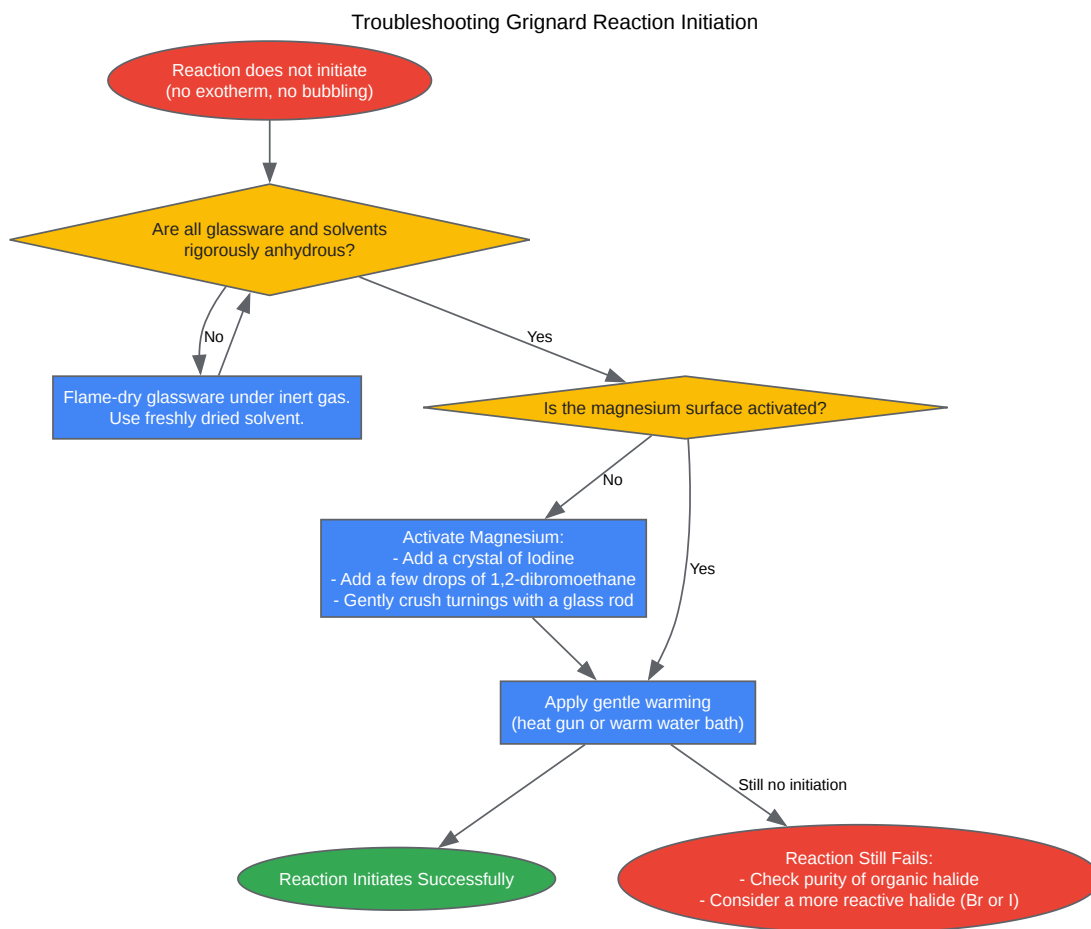 Troubleshooting Grignard Reaction Initiation
Reaction does not initiate
(no exotherm, no bubbling)
Are all glassware and solvents
rigorously anhydrous?
No
Yes
Flame-dry glassware under inert gas.
Use freshly dried solvent.
Is the magnesium surface activated?
No
Activate Magnesium:
- Add a crystal of Iodine
- Add a few drops of 1,2-dibromoethane
- Gently crush turnings with a glass rod
Yes
Apply gentle warming
(heat gun or warm water bath)
Still no initiation
Reaction Initiates Successfully
Reaction Still Fails:
- Check purity of organic halide
- Consider a more reactive halide (Br or I)